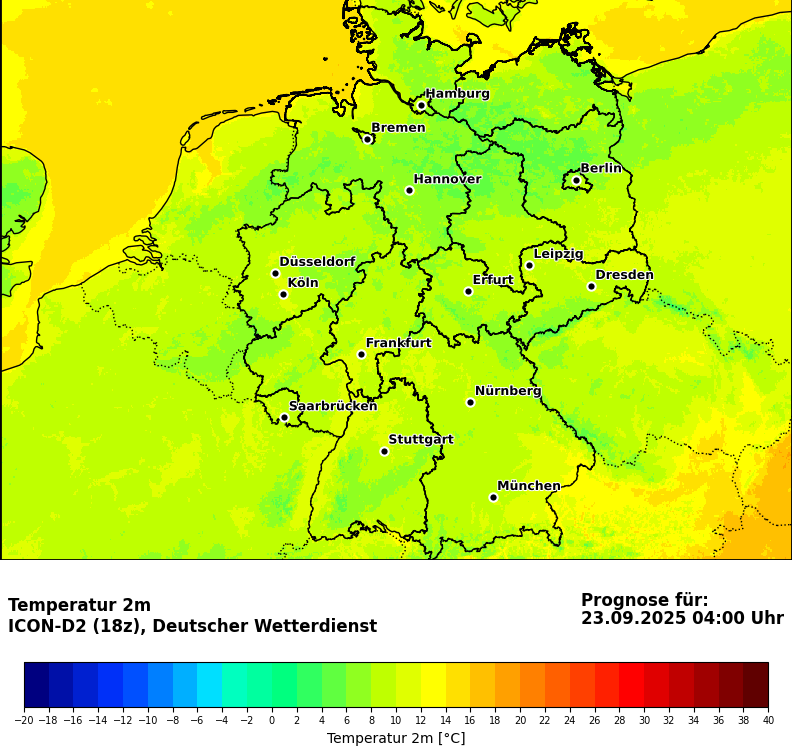 Hamburg
Bremen
Berlin
Hannover
Leipzig
Düsseldorf
Dresden
Erfurt
Köln
Frankfurt
Nürnberg
Saarbrücken
Stuttgart
München
Temperatur 2m
ICON-D2 (18z), Deutscher Wetterdienst
Prognose für:
23.09.2025 04:00 Uhr
−20 −18 −16 −14 −12 −10 −8 −6 −4 −2 0 2 4 6 8 10 12 14 16 18 20 22 24 26 28 30 32 34 36 38 40
Temperatur 2m [°C]